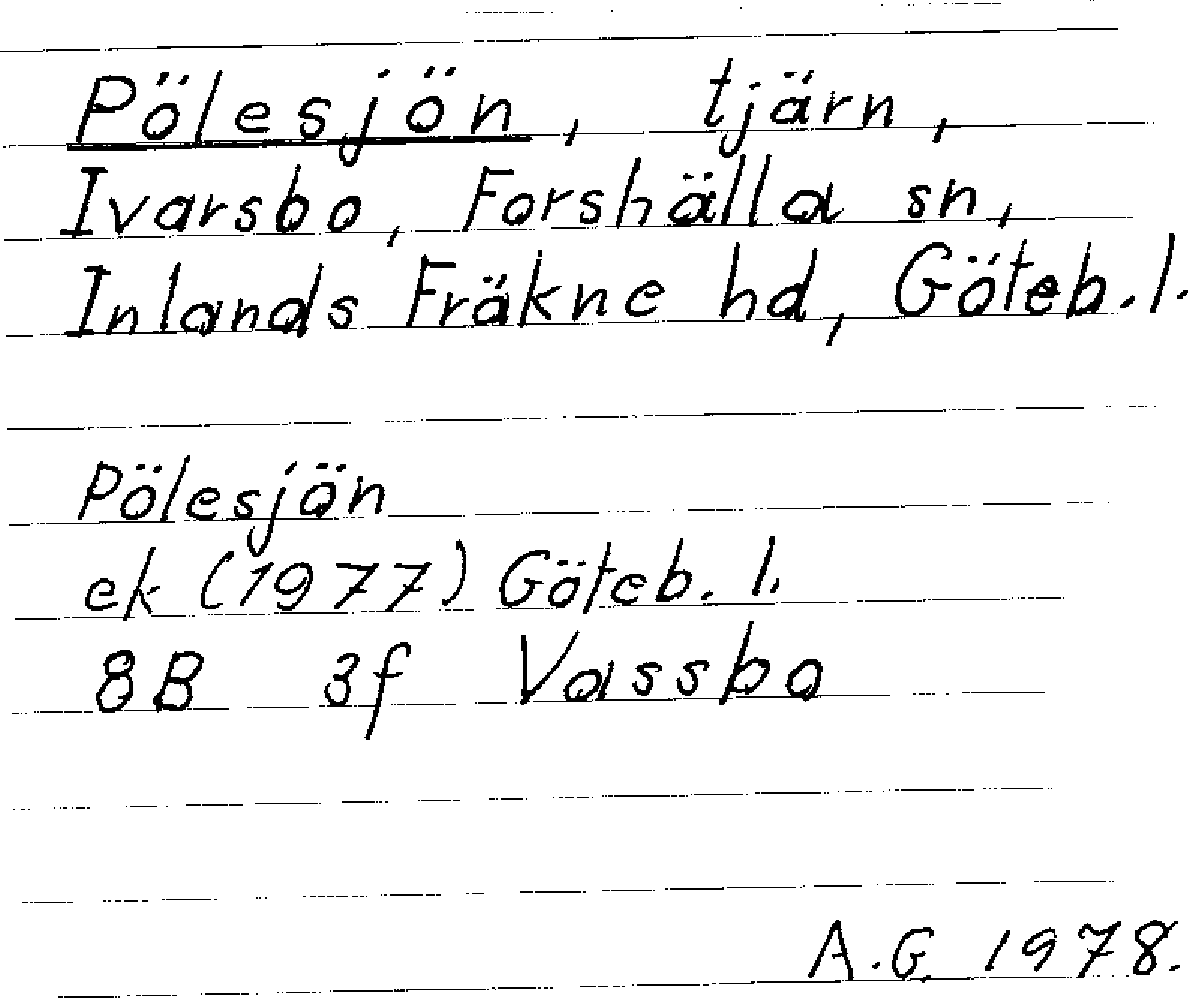 Pölesjön, tjärn,
Ivarsbo, Forshälla sn,
Inlands Fräkne hd, Göteb. l.
Pölesjön
ek (1977) Göteb. l.
8B 3f Vassbo
A.G. 1978.